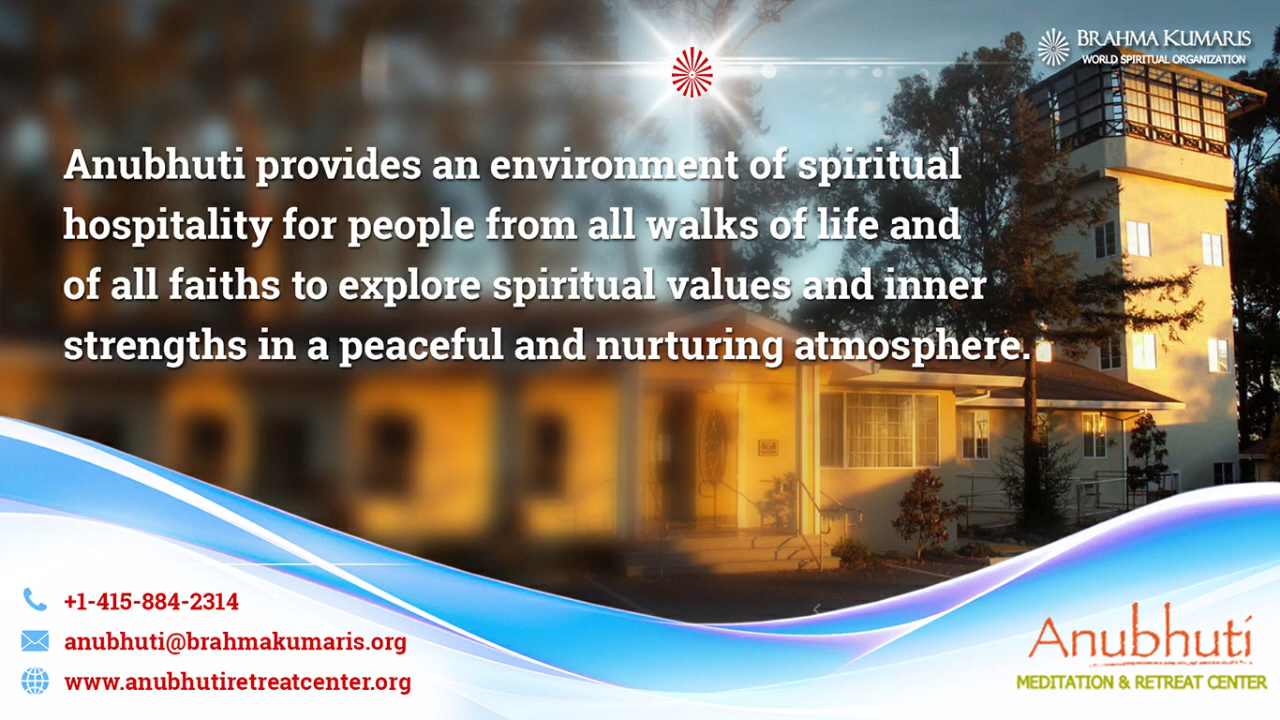 BRAHMA KUMARIS
WORLD SPIRITUAL ORGANIZATION
Anubhuti provides an environment of spiritual
hospitality for people from all walks of life and
of all faiths to explore spiritual values and inner
strengths in a peaceful and nurturing atmosphere.
+1-415-884-2314
anubhuti@brahmakumaris.org
www.anubhutiretreatcenter.org
Anubhuti
MEDITATION & RETREAT CENTER